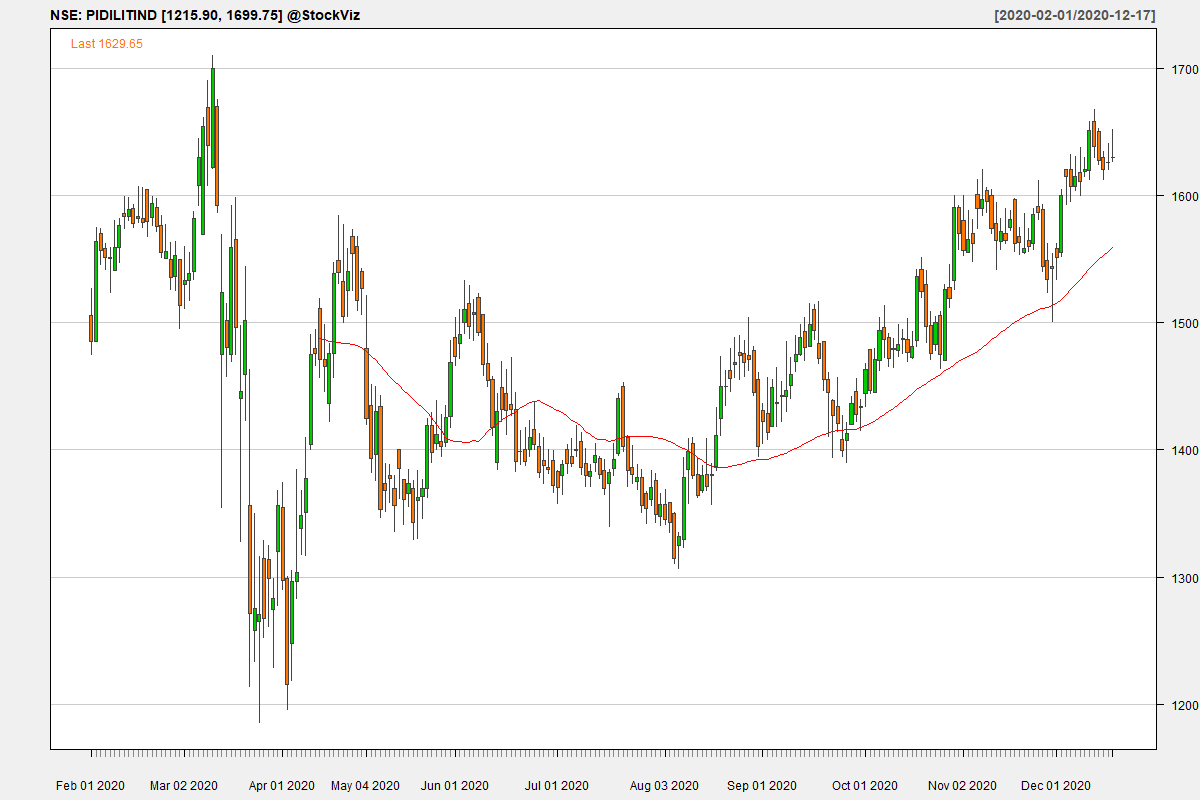 NSE: PIDILITIND [1215.90, 1699.75] @StockViz [2020-02-01/2020-12-17]
Last 1629.65
1700
1600
1500
1400
1300
1200
Feb 01 2020 Mar 02 2020 Apr 01 2020 May 04 2020 Jun 01 2020 Jul 01 2020 Aug 03 2020 Sep 01 2020 Oct 01 2020 Nov 02 2020 Dec 01 2020